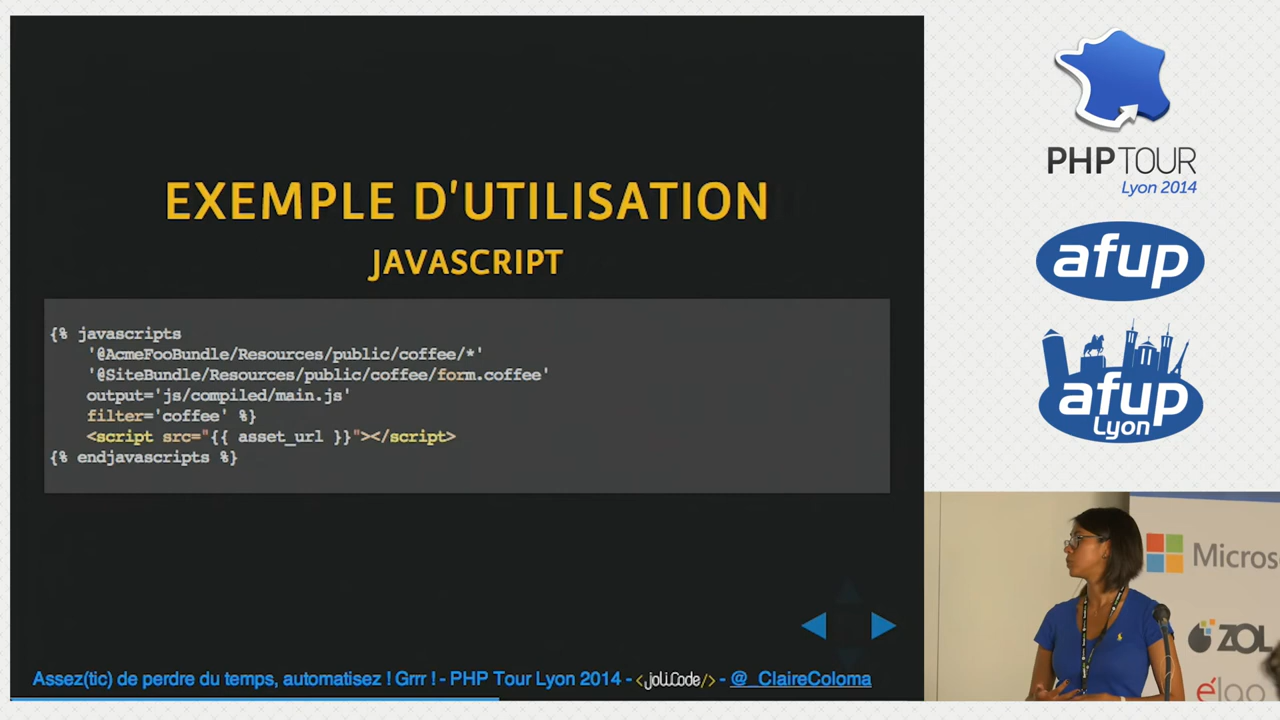 EXEMPLE D'UTILISATION
JAVASCRIPT
{% javascripts
'@AcmeFooBundle/Resources/public/coffee/*'
'@SiteBundle/Resources/public/coffee/form.coffee'
output='js/compiled/main.js'
filter='coffee' %}
<script src="{{ asset_url }}"></script>
{% endjavascripts %}
Assez(tic) de perdre du temps, automatisez ! Grrr ! - PHP Tour Lyon 2014 - <joliCode/> - @_ClaireColoma
PHP TOUR
Lyon 2014
afup
afup
Lyon
Micros
ZOL
élao